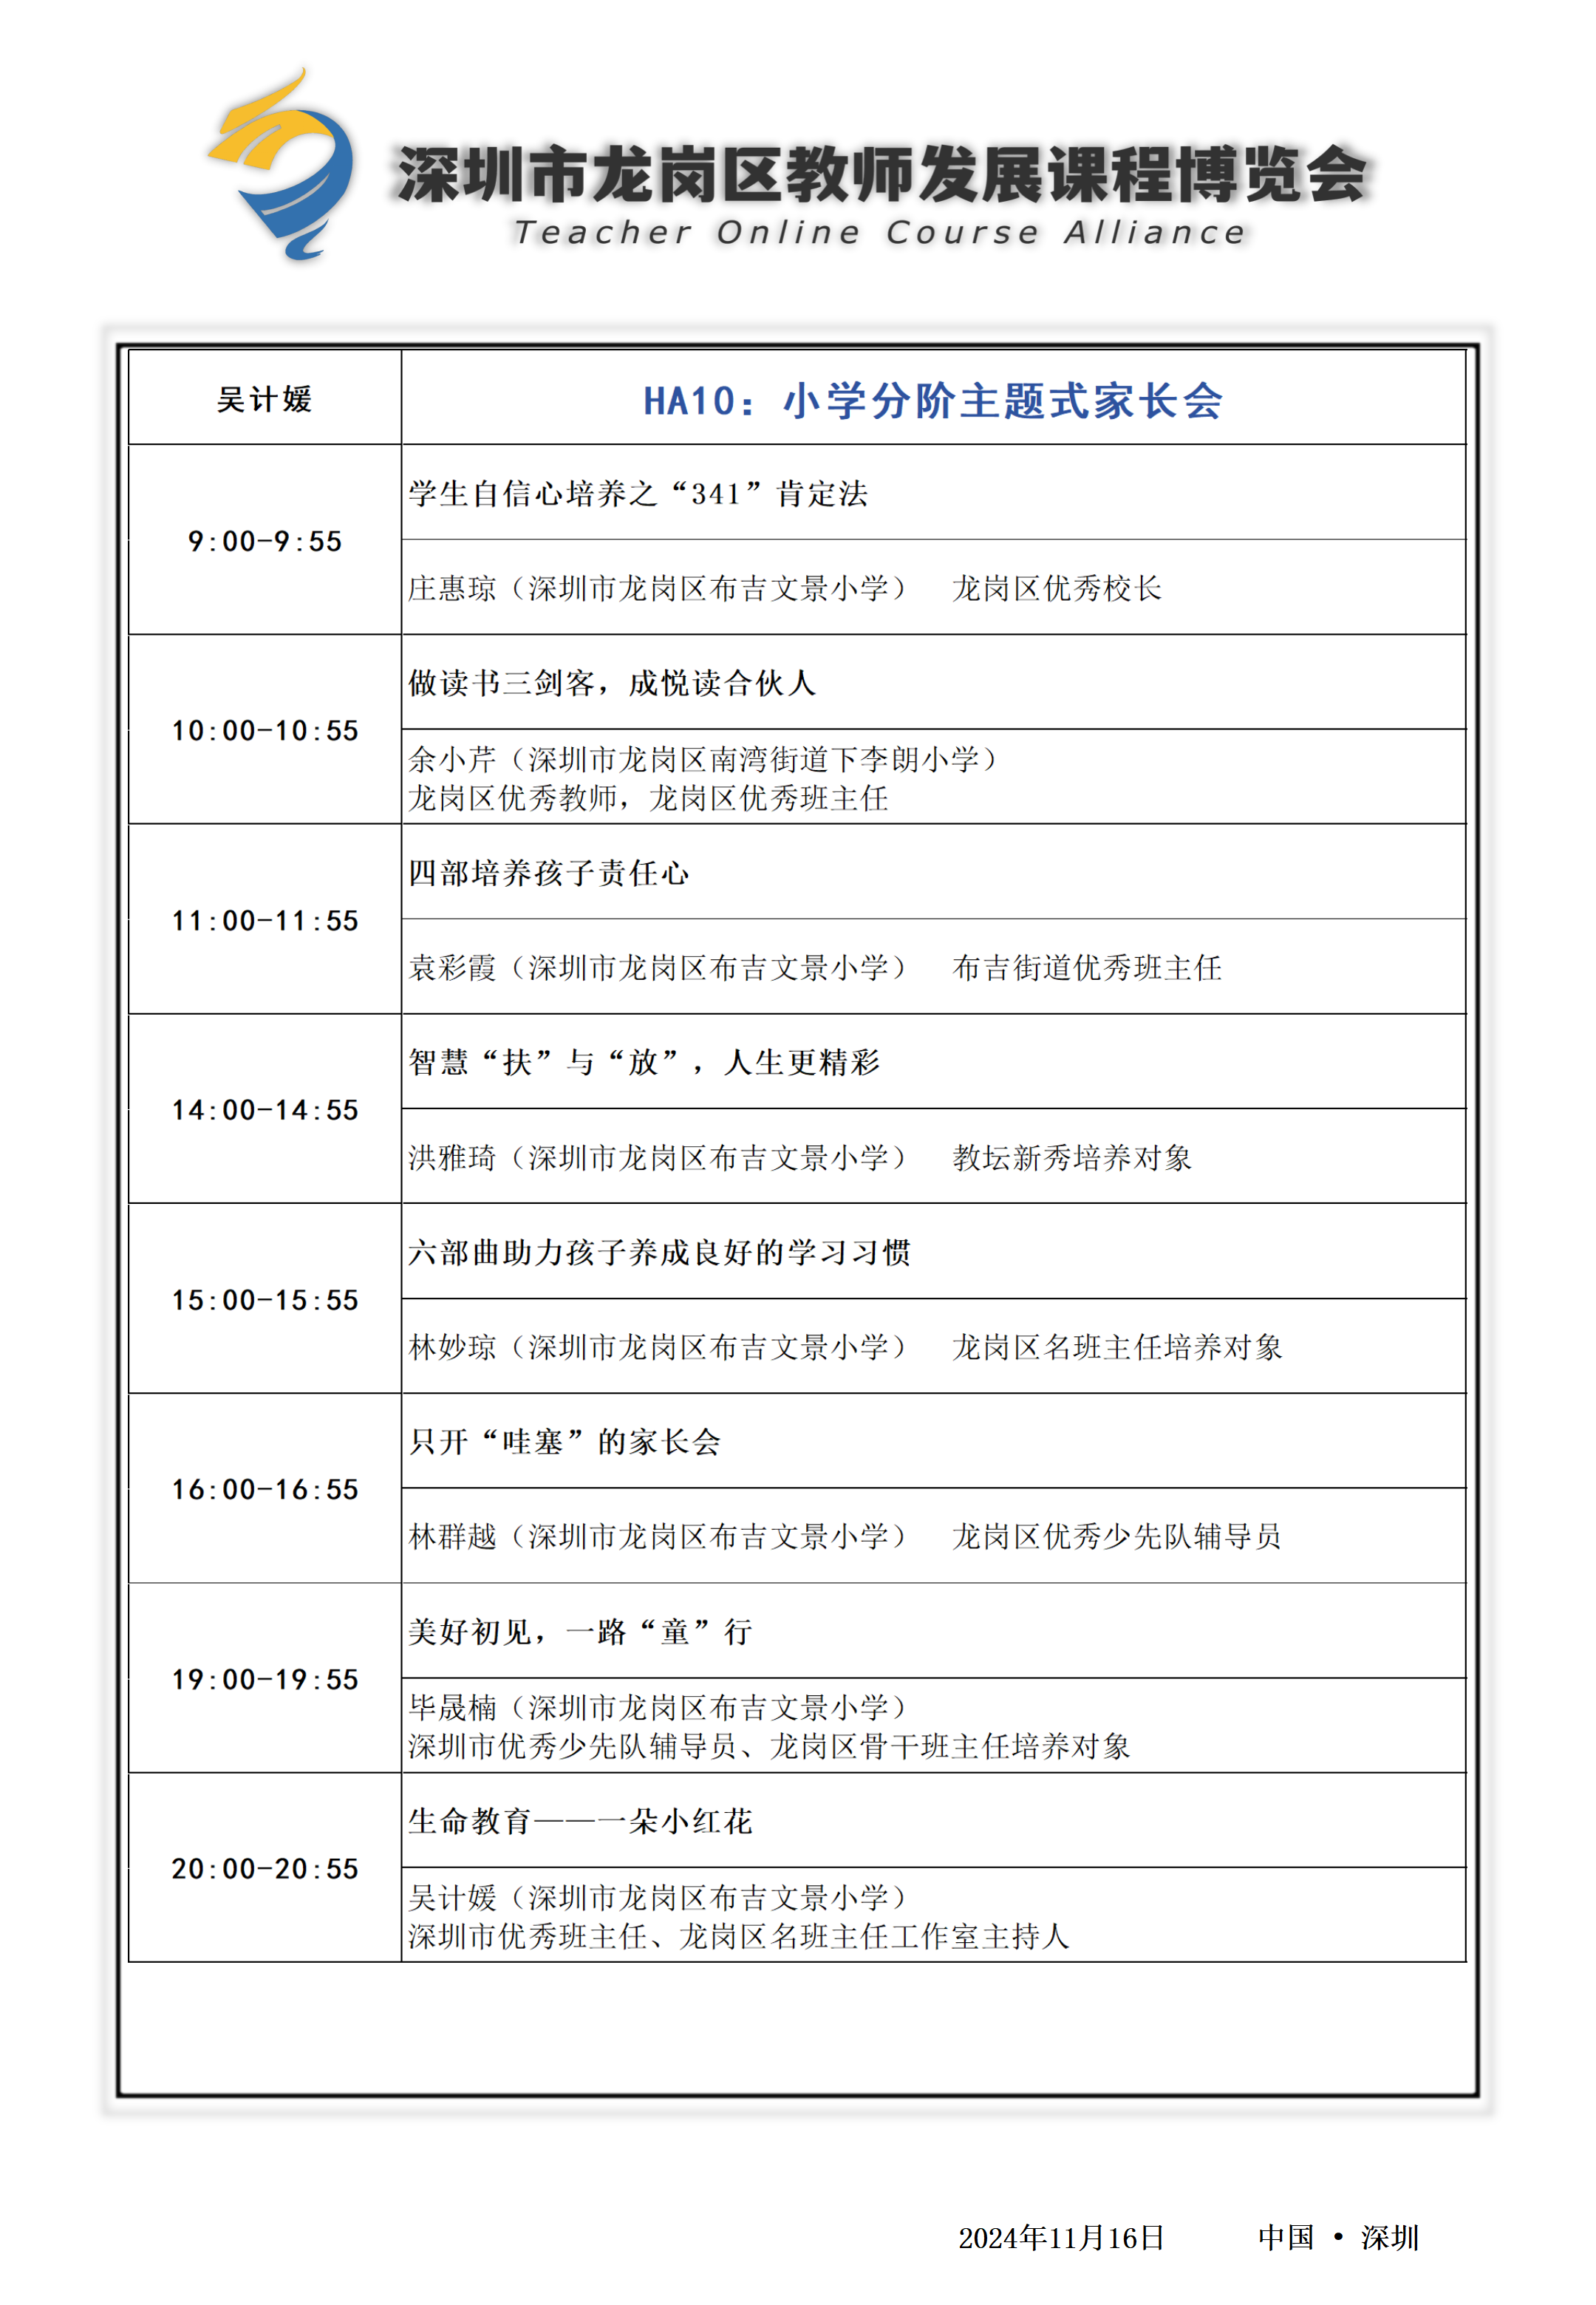 深圳市龙岗区教师发展课程博览会
Teacher Online Course Alliance
吴计媛
HA10：小学分阶主题式家长会
9:00-9:55
学生自信心培养之“341”肯定法
庄惠琼（深圳市龙岗区布吉文景小学） 龙岗区优秀校长
10:00-10:55
做读书三剑客，成悦读合伙人
余小芹（深圳市龙岗区南湾街道下李朗小学）
龙岗区优秀教师，龙岗区优秀班主任
11:00-11:55
四部培养孩子责任心
袁彩霞（深圳市龙岗区布吉文景小学） 布吉街道优秀班主任
14:00-14:55
智慧“扶”与“放”，人生更精彩
洪雅琦（深圳市龙岗区布吉文景小学） 教坛新秀培养对象
15:00-15:55
六部曲助力孩子养成良好的学习习惯
林妙琼（深圳市龙岗区布吉文景小学） 龙岗区名班主任培养对象
16:00-16:55
只开“哇塞”的家长会
林群越（深圳市龙岗区布吉文景小学） 龙岗区优秀少先队辅导员
19:00-19:55
美好初见，一路“童”行
毕晟楠（深圳市龙岗区布吉文景小学）
深圳市优秀少先队辅导员、龙岗区骨干班主任培养对象
20:00-20:55
生命教育——一朵小红花
吴计媛（深圳市龙岗区布吉文景小学）
深圳市优秀班主任、龙岗区名班主任工作室主持人
2024年11月16日 中国 • 深圳